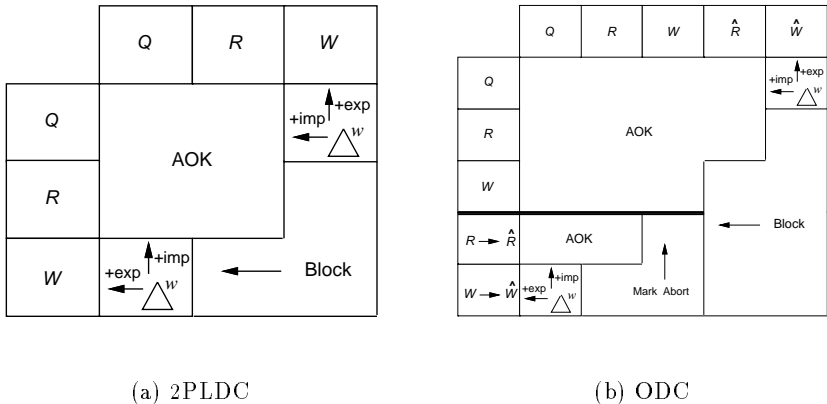 Q R W
Q
+imp +exp
w
AOK
R
W
+exp +imp
w
Block
(a) 2PLDC
Q R W R̂ Ŵ
Q
+imp +exp
w
R
AOK
W
Block
R → R̂
AOK
W → Ŵ
+exp +imp
w
Mark Abort
(b) ODC